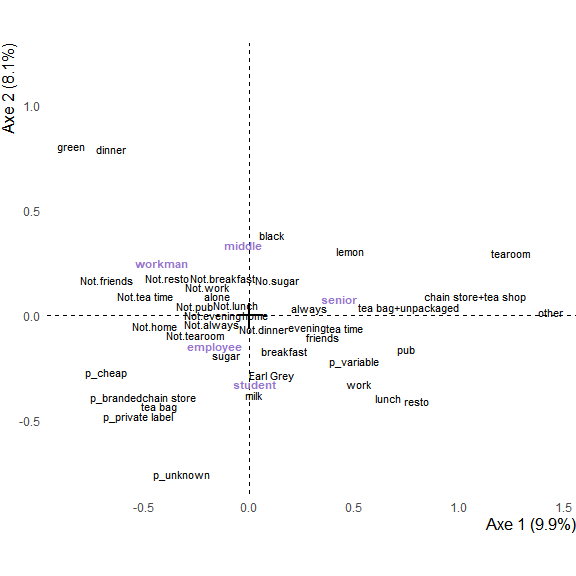 Axe 2 (8.1%)
1.0
green
dinner
0.5
black
middle
lemon
tearoom
workman
Not.friends
Not.resto
Not.breakfast
No.sugar
Not.work
Not.tea time
alone
senior
chain store+tea shop
Not.pub
Not.lunch
always
tea bag+unpackaged
other
0.0
Not.evening
home
Not.home
Not.always
Not.dinner
evening
tea time
Not.tearoom
friends
employee
sugar
breakfast
pub
p_variable
p_cheap
Earl Grey
student
work
p_branded
chain store
milk
lunch
resto
tea bag
-0.5
p_private label
p_unknown
-0.5
0.0
0.5
1.0
1.5
Axe 1 (9.9%)